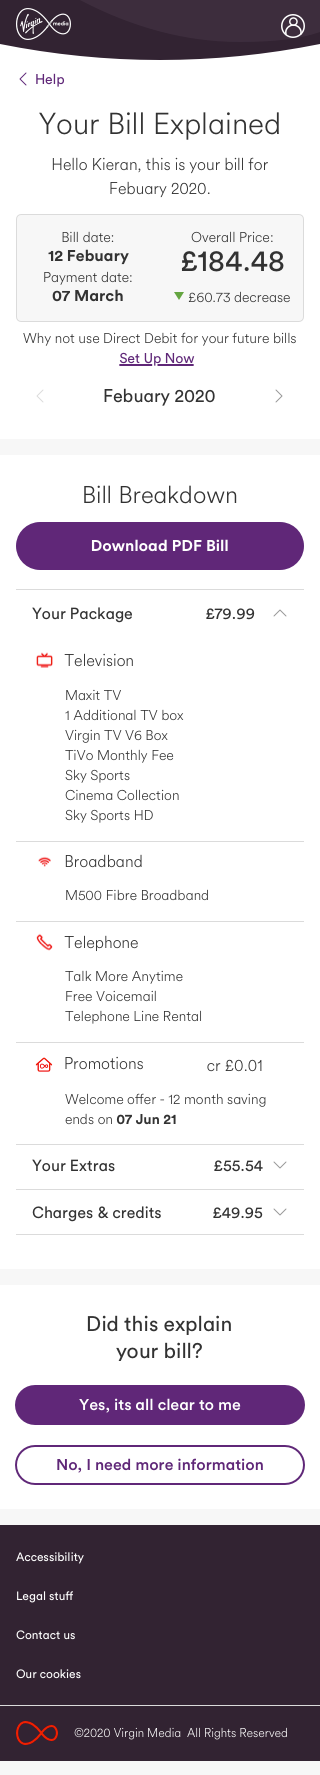 Virgin media
Help
Your Bill Explained
Hello Kieran, this is your bill for
Febuary 2020.
Bill date:
12 Febuary
Payment date:
07 March
Overall Price:
£184.48
£60.73 decrease
Why not use Direct Debit for your future bills
Set Up Now
Febuary 2020
Bill Breakdown
Download PDF Bill
Your Package £79.99
Television
Maxit TV
1 Additional TV box
Virgin TV V6 Box
TiVo Monthly Fee
Sky Sports
Cinema Collection
Sky Sports HD
Broadband
M500 Fibre Broadband
Telephone
Talk More Anytime
Free Voicemail
Telephone Line Rental
Promotions cr £0.01
Welcome offer - 12 month saving
ends on 07 Jun 21
Your Extras £55.54
Charges & credits £49.95
Did this explain
your bill?
Yes, its all clear to me
No, I need more information
Accessibility
Legal stuff
Contact us
Our cookies
©2020 Virgin Media All Rights Reserved